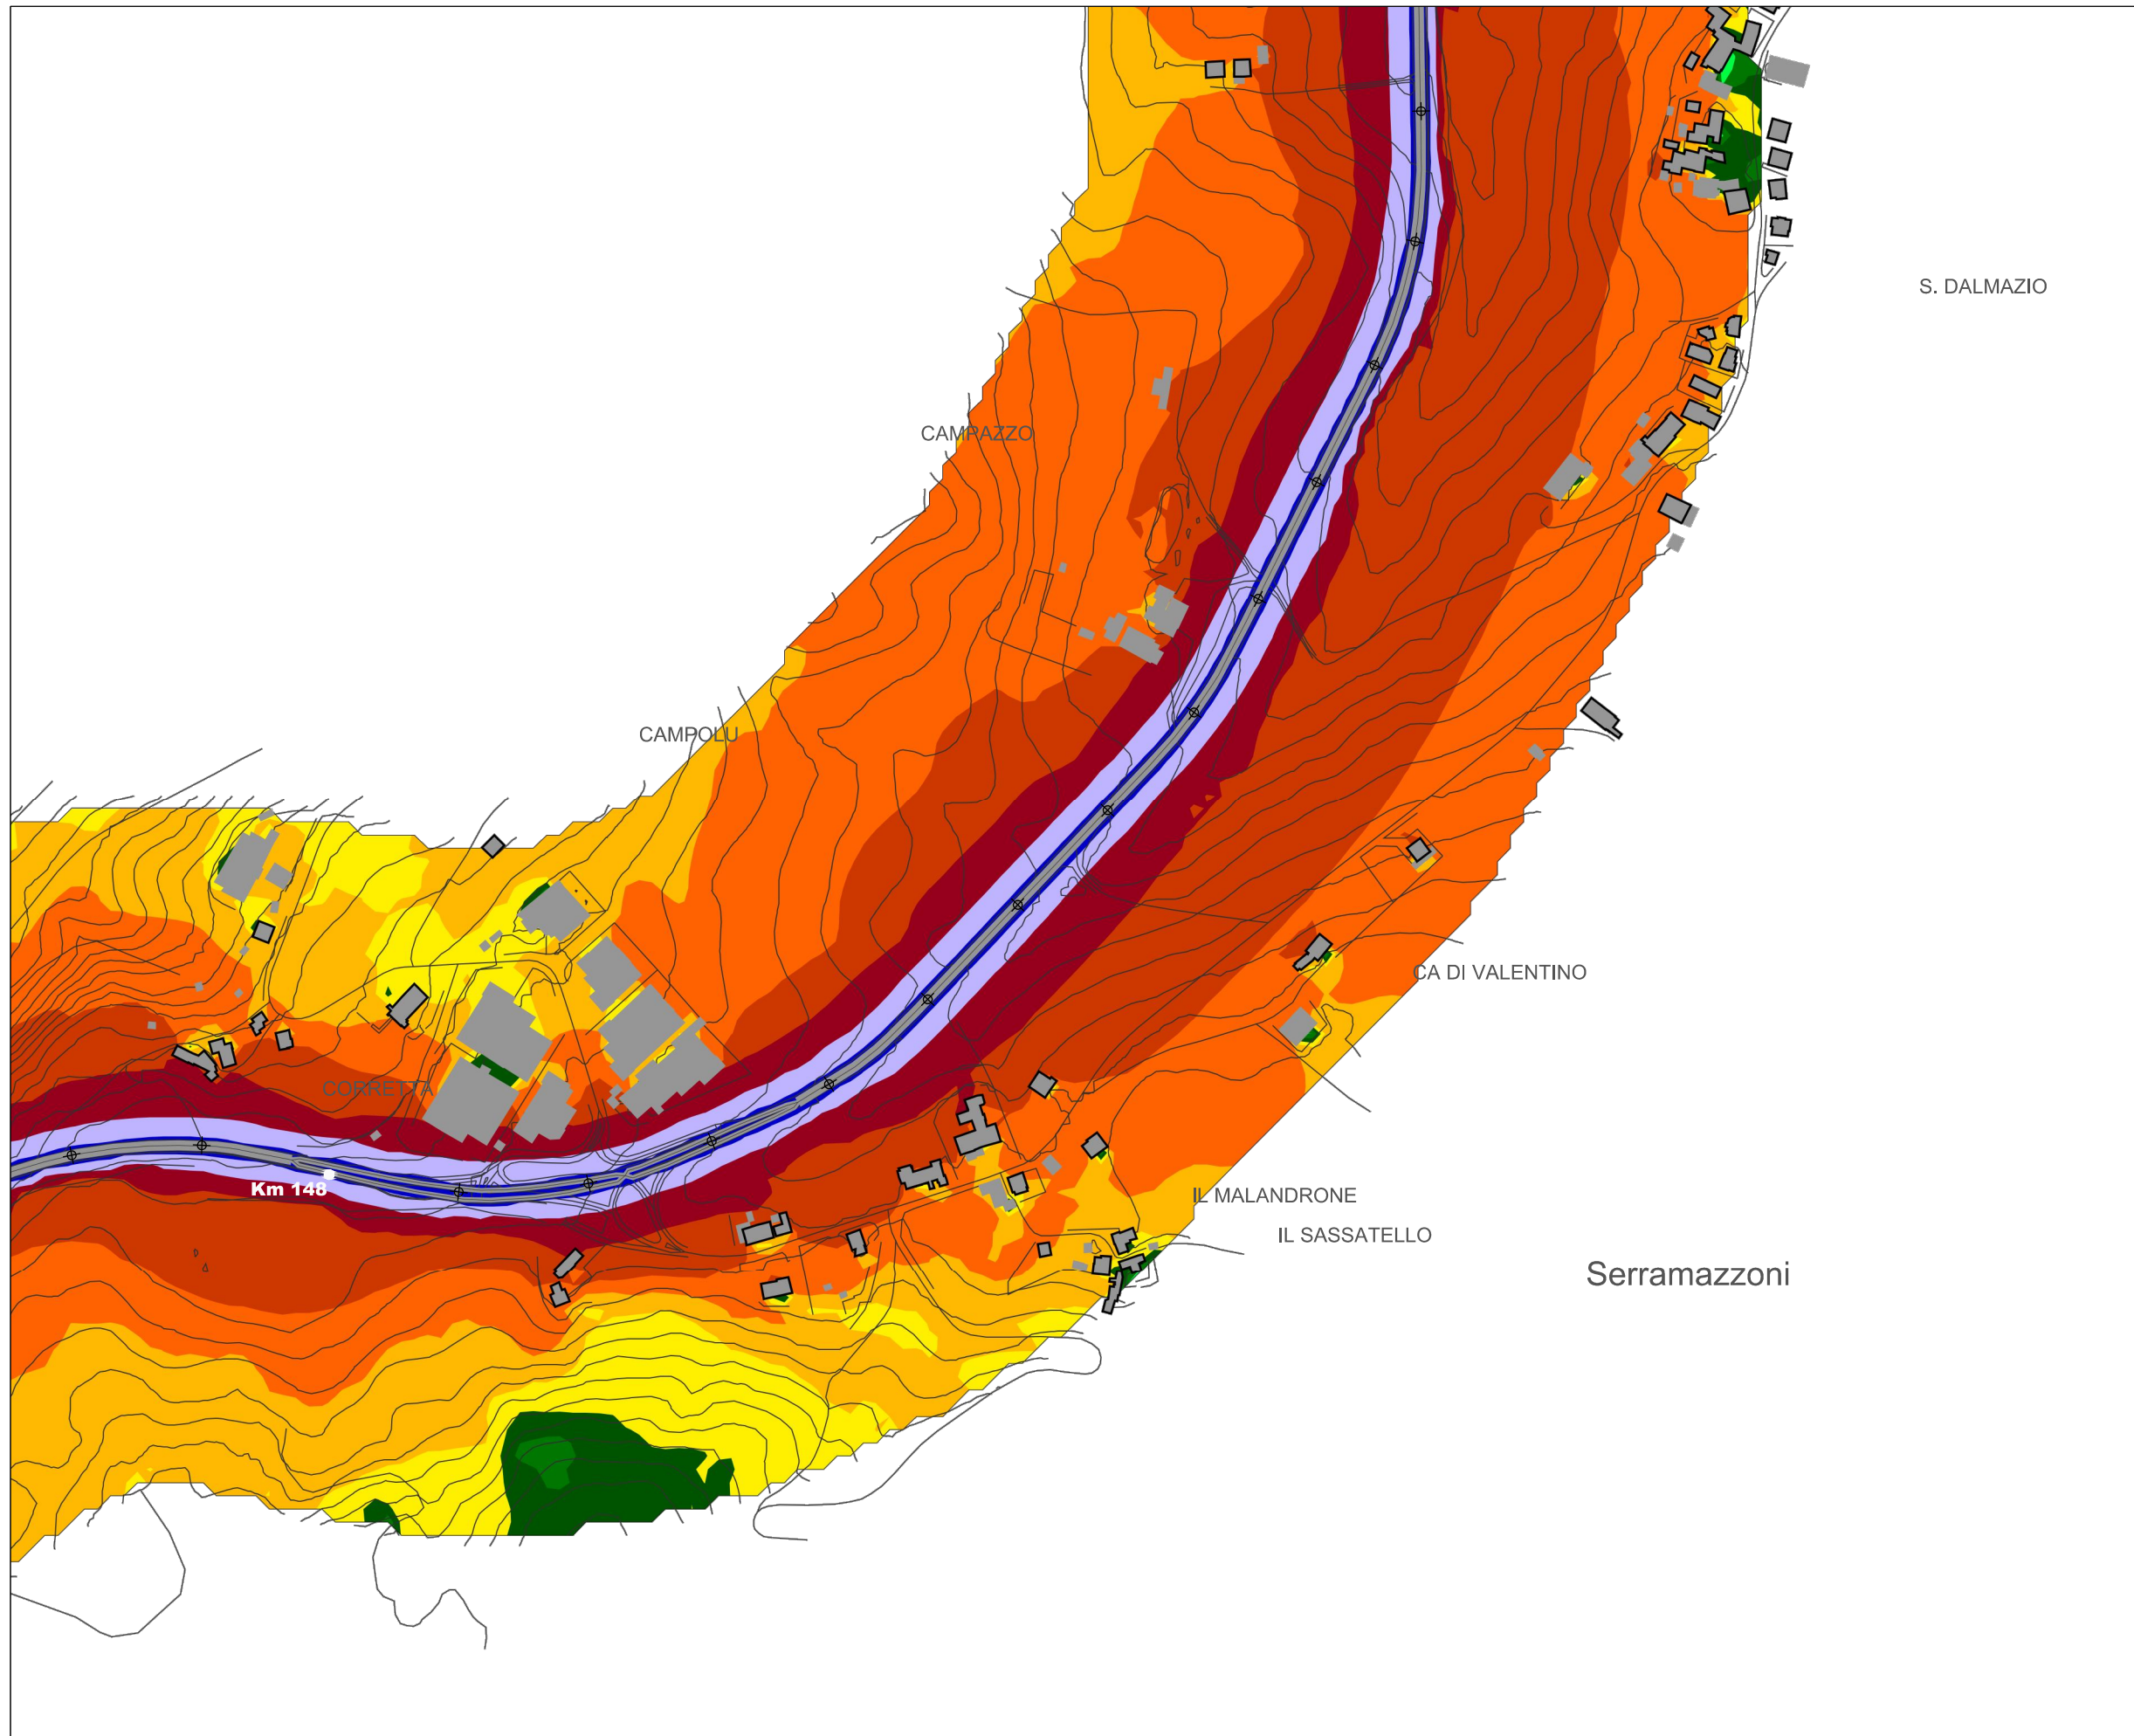 S. DALMAZIO
CAMPAZZO
CAMPOLU
CA DI VALENTINO
CORRETTA
Km 148
IL MALANDRONE
IL SASSATELLO
Serramazzoni